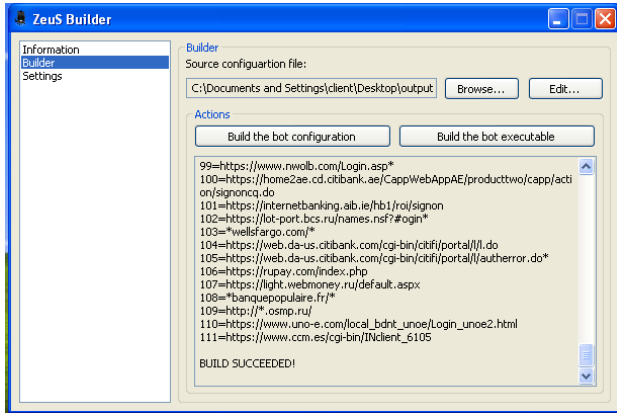 ZeuS Builder
Information
Builder
Settings
Builder
Source configuartion file:
C:\Documents and Settings\client\Desktop\output
Browse...
Edit...
Actions
Build the bot configuration
Build the bot executable
99=https://www.nwolb.com/Login.asp*
100=https://home2ae.cd.citibank.ae/CappWebAppAE/producttwo/capp/acti
on/signoncq.do
101=https://internetbanking.aib.ie/hb1/roi/signon
102=https://lot-port.bcs.ru/names.nsf?#ogin*
103=*wellsfargo.com/*
104=https://web.da-us.citibank.com/cgi-bin/citifi/portal/l/l.do
105=https://web.da-us.citibank.com/cgi-bin/citifi/portal/l/autherror.do*
106=https://rupay.com/index.php
107=https://light.webmoney.ru/default.aspx
108=*banquepopulaire.fr/*
109=http://*.osmp.ru/
110=https://www.uno-e.com/local_bdnt_unoe/Login_unoe2.html
111=https://www.ccm.es/cgi-bin/INclient_6105
BUILD SUCCEEDED!